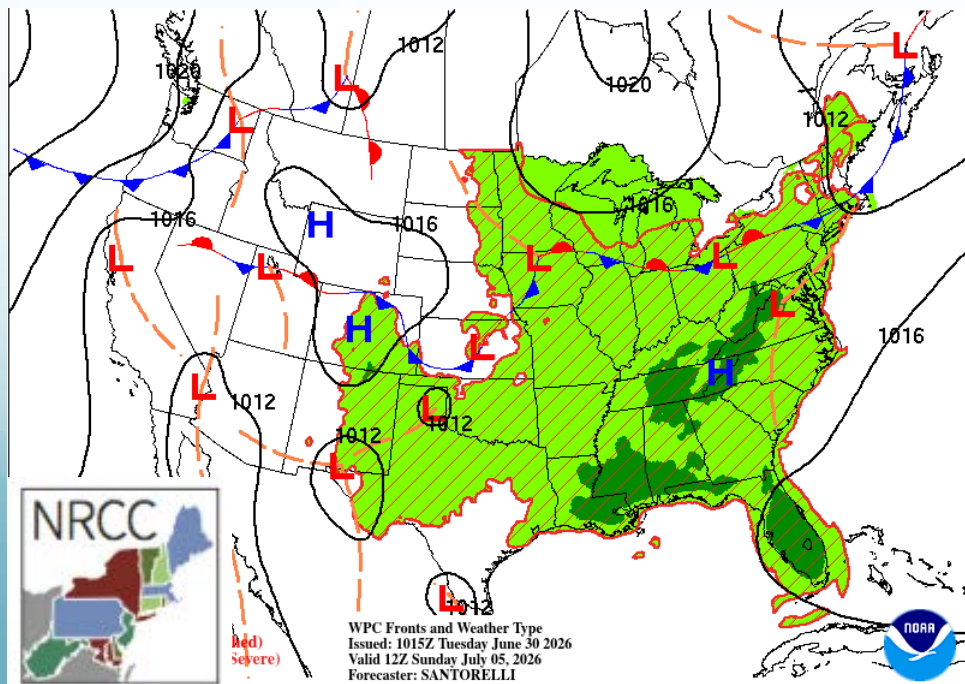 1012
1020
1020
1012
L
L
L
1016
H
1016
1016
L
L
L
L
H
L
L
H
1016
L
1012
L
1012
1012
L
NRCC
L
1012
WPC Fronts and Weather Type
Issued: 1015Z Tuesday June 30 2026
Valid 12Z Sunday July 05, 2026
Forecaster: SANTORELLI
Severe)
NOAA